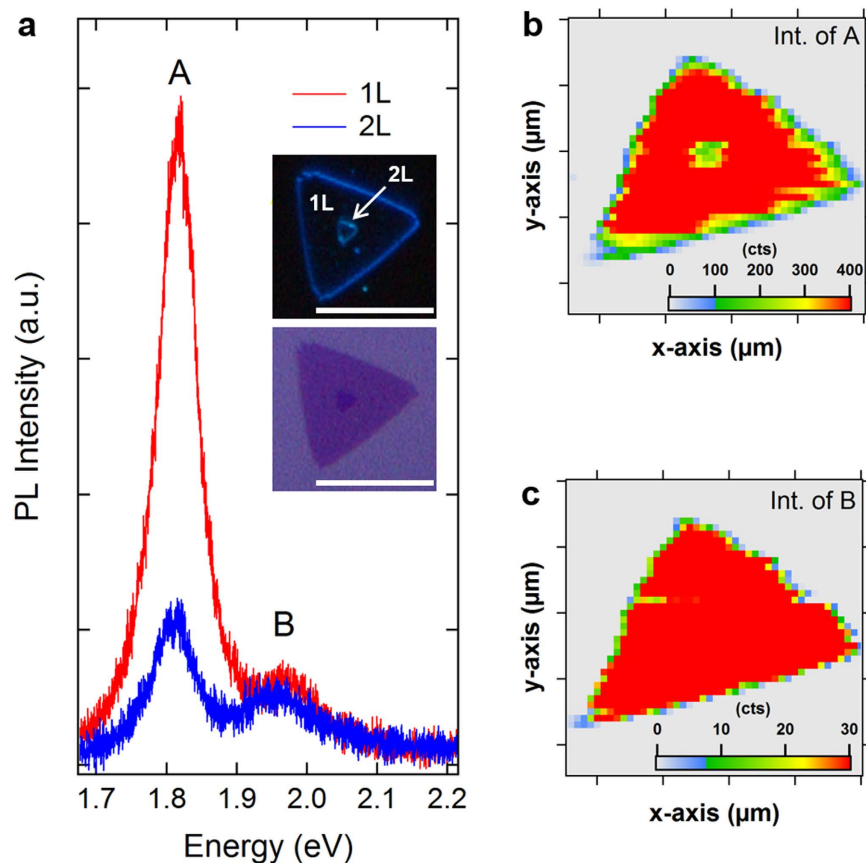 a
A
1L
2L
1L
2L
B
PL Intensity (a.u.)
1.7 1.8 1.9 2.0 2.1 2.2
Energy (eV)
b
Int. of A
y-axis (µm)
(cts)
0 100 200 300 400
x-axis (µm)
c
Int. of B
y-axis (µm)
(cts)
0 10 20 30
x-axis (µm)